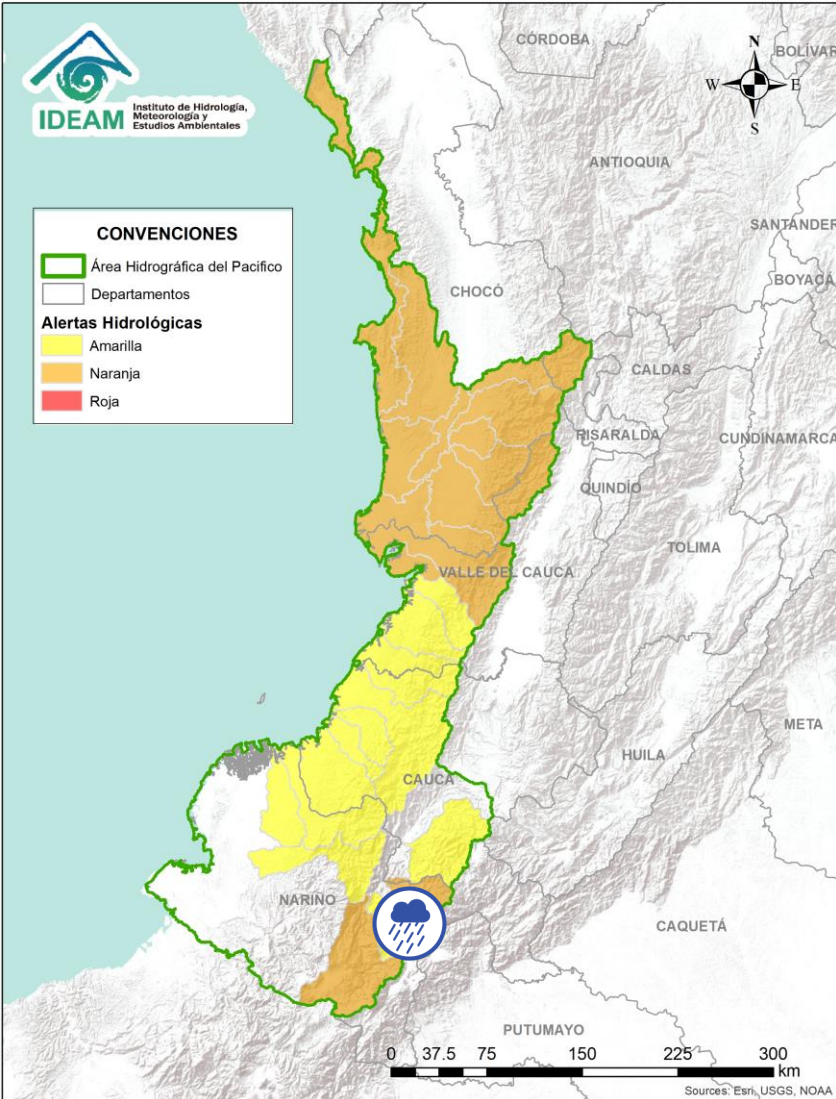 IDEAM
Instituto de Hidrología,
Meteorología y
Estudios Ambientales
CÓRDOBA
BOLÍVAR
N
W
E
S
ANTIOQUIA
SANTANDER
BOYACÁ
CONVENCIONES
Área Hidrográfica del Pacifico
Departamentos
Alertas Hidrológicas
Amarilla
Naranja
Roja
CHOCÓ
CALDAS
RISARALDA
CUNDINAMARCA
QUINDÍO
TOLIMA
VALLE DEL CAUCA
META
HUILA
CAUCA
NARIÑO
CAQUETÁ
PUTUMAYO
0 37.5 75 150 225 300
km
Sources: Esri, USGS, NOAA